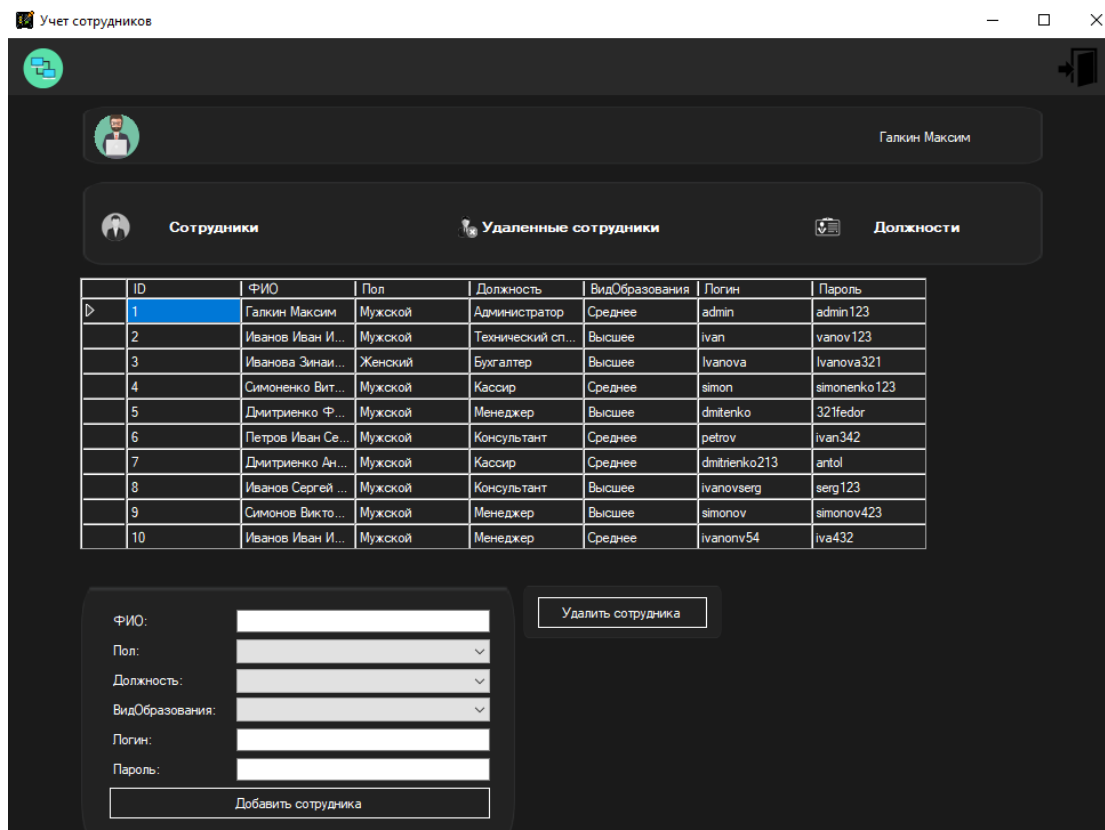 Учет сотрудников
Галкин Максим
Сотрудники Удаленные сотрудники Должности
ID ФИО Пол Должность ВидОбразования Логин Пароль
1 Галкин Максим Мужской Администратор Среднее admin admin123
2 Иванов Иван И... Мужской Технический сп... Высшее ivan vanov123
3 Иванова Зинаи... Женский Бухгалтер Высшее Ivanova Ivanova321
4 Симоненко Вит... Мужской Кассир Среднее simon simonenko123
5 Дмитриенко Ф... Мужской Менеджер Высшее dmitenko 321fedor
6 Петров Иван Се... Мужской Консультант Среднее petrov ivan342
7 Дмитриенко Ан... Мужской Кассир Среднее dmitrienko213 antol
8 Иванов Сергей ... Мужской Консультант Высшее ivanovserg serg123
9 Симонов Викто... Мужской Менеджер Высшее simonov simonov423
10 Иванов Иван И... Мужской Менеджер Среднее ivanonv54 iva432
ФИО:
Удалить сотрудника
Пол:
Должность:
ВидОбразования:
Логин:
Пароль:
Добавить сотрудника